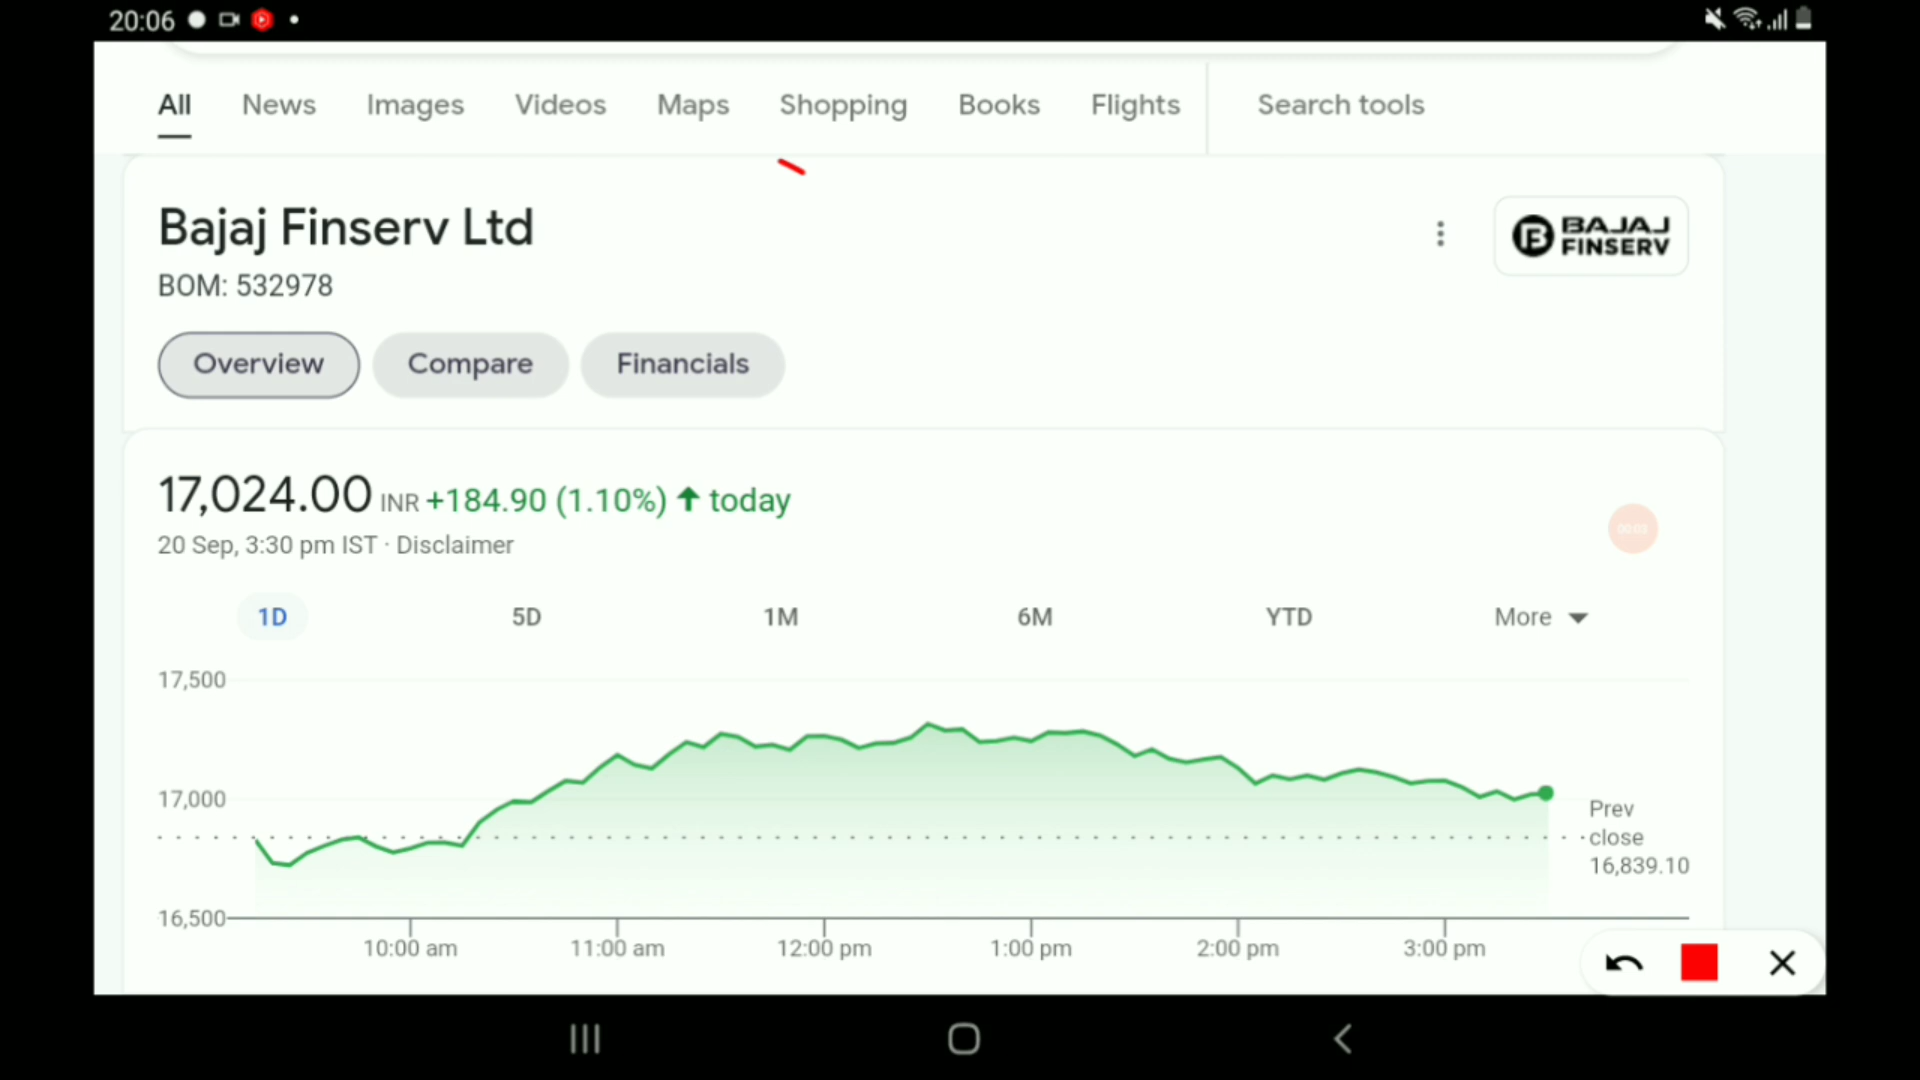 20:06
All News Images Videos Maps Shopping Books Flights Search tools
Bajaj Finserv Ltd
BOM: 532978
BAJAJ
FINSERV
Overview Compare Financials
17,024.00 INR +184.90 (1.10%) ↑ today
20 Sep, 3:30 pm IST · Disclaimer
00:03
1D 5D 1M 6M YTD More
17,500
17,000
Prev
close
16,839.10
16,500
10:00 am 11:00 am 12:00 pm 1:00 pm 2:00 pm 3:00 pm